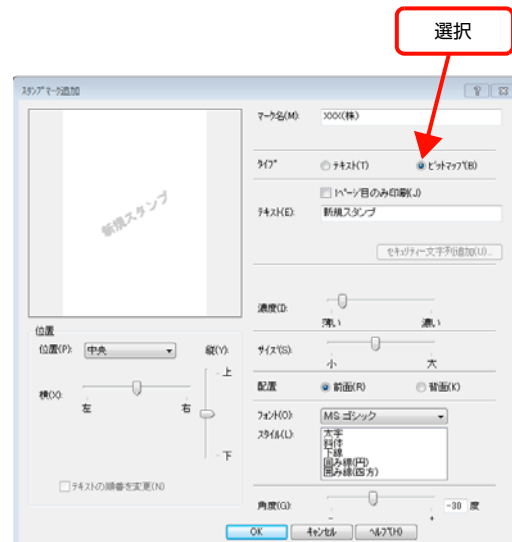 選択
スタンプマーク追加
マーク名(M): XXX(株)
タイプ テキスト(T) ビットマップ(B)
1ページ目のみ印刷(J)
テキスト(E): 新規スタンプ
新規スタンプ
セキュリティー文字列追加(U)...
濃度(D):
薄い 濃い
位置
位置(P): 中央 縦(Y):
上
横(X):
左 右
下
テキストの順番を変更(N)
サイズ(S):
小 大
配置 前面(R) 背面(K)
フォント(O): MS ゴシック
スタイル(L): 太字
斜体
下線
囲み線(円)
囲み線(四方)
角度(G): -30 度
- +
OK キャンセル ヘルプ(H)